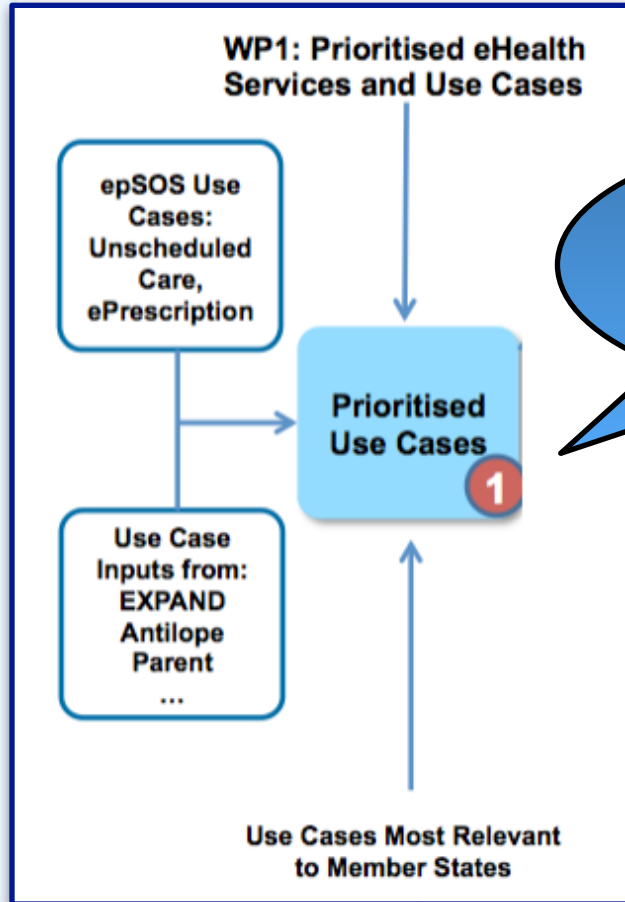 WP1: Prioritised eHealth
Services and Use Cases
epSOS Use
Cases:
Unscheduled
Care,
ePrescription
Prioritised
Use Cases
1
Use Case
Inputs from:
EXPAND
Antilope
Parent
...
Use Cases Most Relevant
to Member States